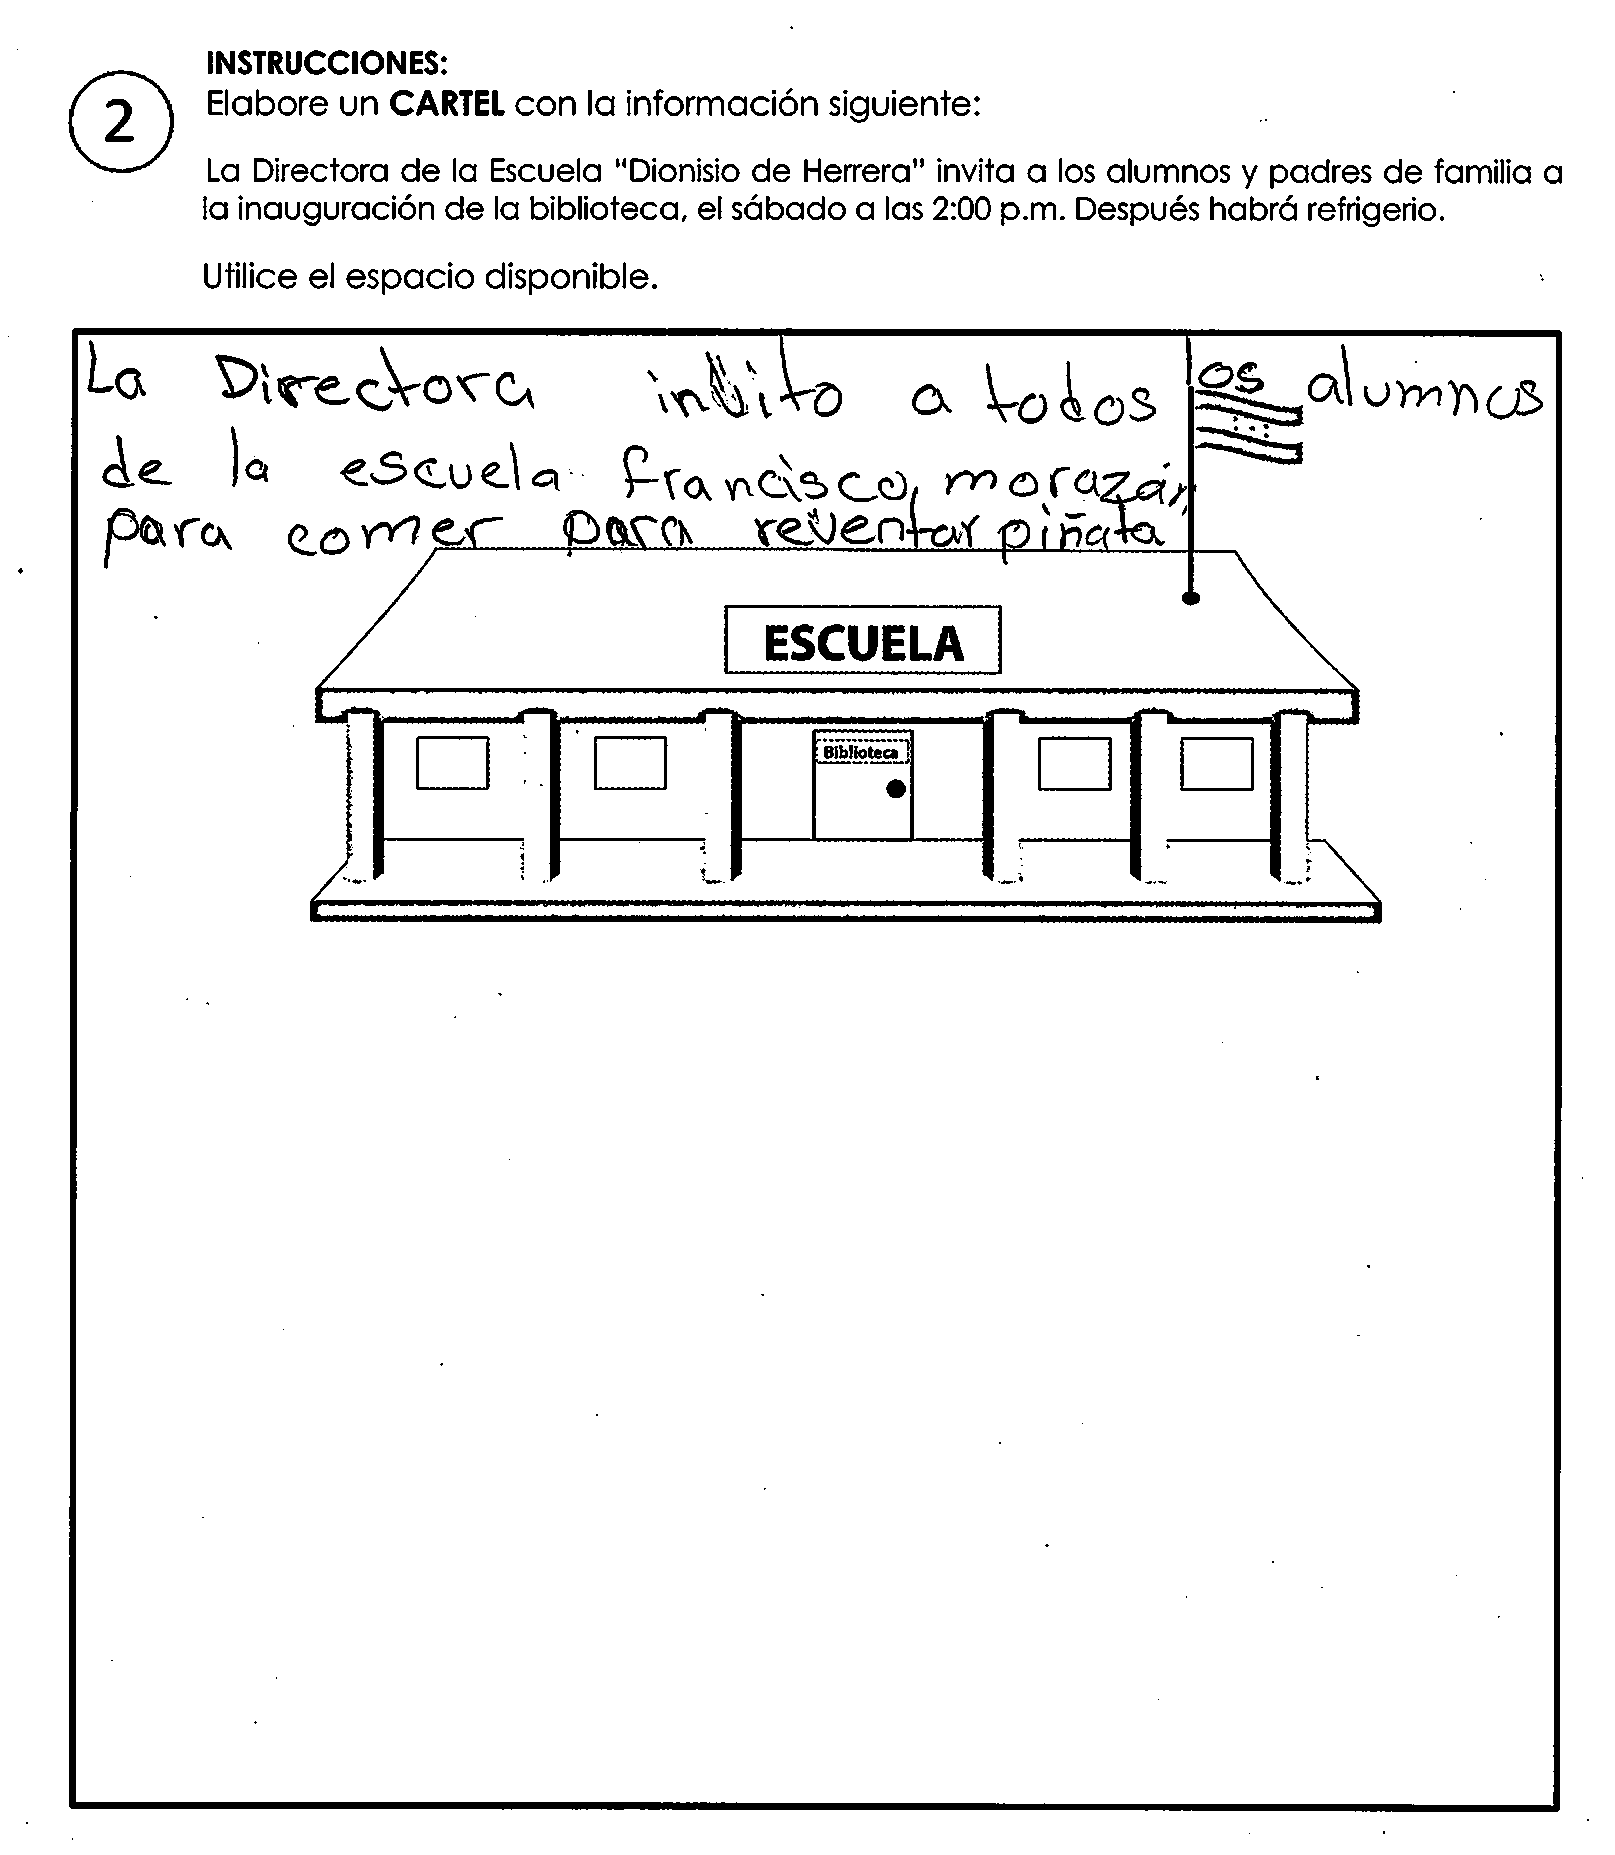 INSTRUCCIONES:
2
Elabore un CARTEL con la información siguiente:
La Directora de la Escuela "Dionisio de Herrera" invita a los alumnos y padres de familia a
la inauguración de la biblioteca, el sábado a las 2:00 p.m. Después habrá refrigerio.
Utilice el espacio disponible.
La Directora invito a todos los alumnos
de la escuela francisco, morazán
para comer para reventar piñata
ESCUELA
Biblioteca